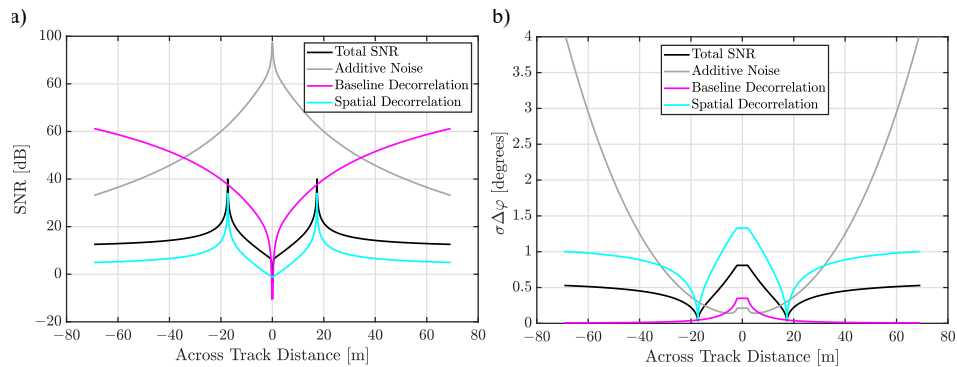 a)
100
80
60
40
20
0
−20
SNR [dB]
Total SNR
Additive Noise
Baseline Decorrelation
Spatial Decorrelation
−80 −60 −40 −20 0 20 40 60 80
Across Track Distance [m]
b)
4
3.5
3
2.5
2
1.5
1
0.5
0
σΔφ [degrees]
Total SNR
Additive Noise
Baseline Decorrelation
Spatial Decorrelation
−80 −60 −40 −20 0 20 40 60 80
Across Track Distance [m]